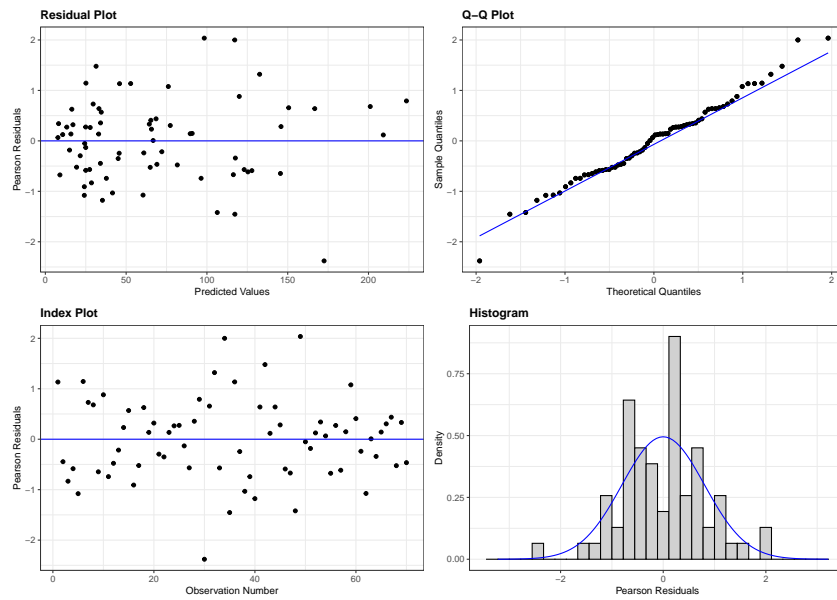 Residual Plot
2
1
0
−1
−2
Pearson Residuals
0 50 100 150 200
Predicted Values
Q−Q Plot
2
1
0
−1
−2
Sample Quantiles
−2 −1 0 1 2
Theoretical Quantiles
Index Plot
2
1
0
−1
−2
Pearson Residuals
0 20 40 60
Observation Number
Histogram
0.75
0.50
0.25
0.00
Density
−2 0 2
Pearson Residuals